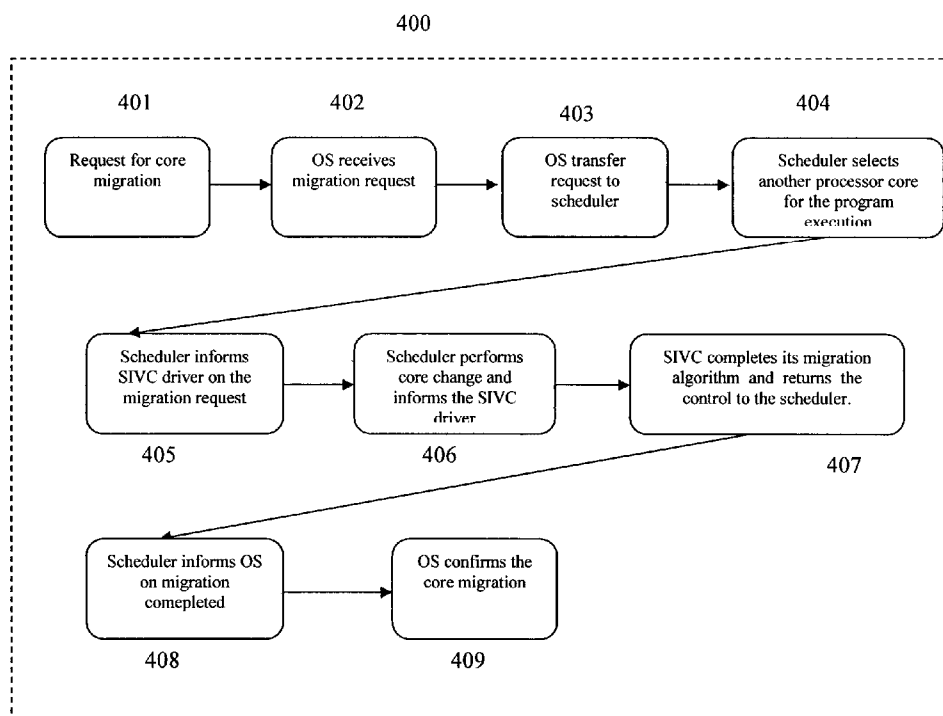 400
401
402
403
404
Request for core
migration
OS receives
migration request
OS transfer
request to
scheduler
Scheduler selects
another processor core
for the program
execution
Scheduler informs
SIVC driver on the
migration request
Scheduler performs
core change and
informs the SIVC
driver
SIVC completes its migration
algorithm and returns the
control to the scheduler.
405
406
407
Scheduler informs OS
on migration
comepleted
OS confirms the
core migration
408
409